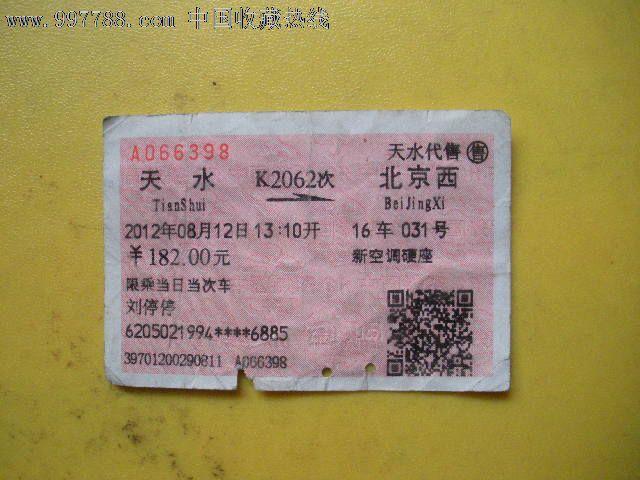 www.997788.com 中国收藏热线
A066398
天水代售 售
天水 K2062次 北京西
TianShui BeiJingXi
2012年08月12日13:10开 16车 031号
￥182.00元 新空调硬座
限乘当日当次车
刘停停
6205021994****6885
39701200290811 A066398